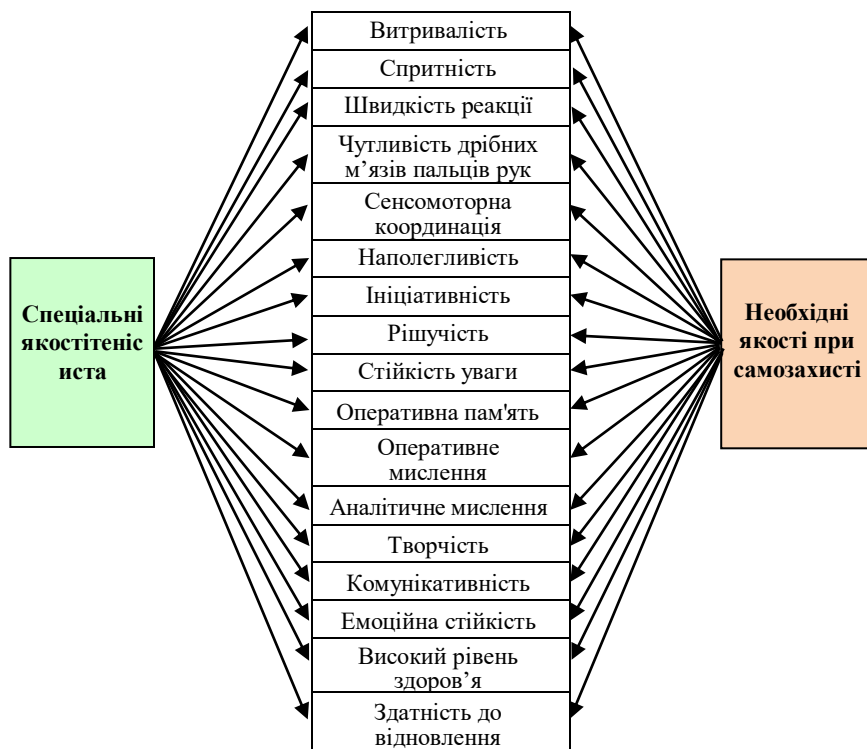 Витривалість
Спритність
Швидкість реакції
Чутливість дрібних
м’язів пальців рук
Сенсомоторна
координація
Наполегливість
Ініціативність
Рішучість
Стійкість уваги
Оперативна пам'ять
Оперативне
мислення
Аналітичне мислення
Творчість
Комунікативність
Емоційна стійкість
Високий рівень
здоров’я
Здатність до
відновлення
Спеціальні
якостітеніс
иста
Необхідні
якості при
самозахисті